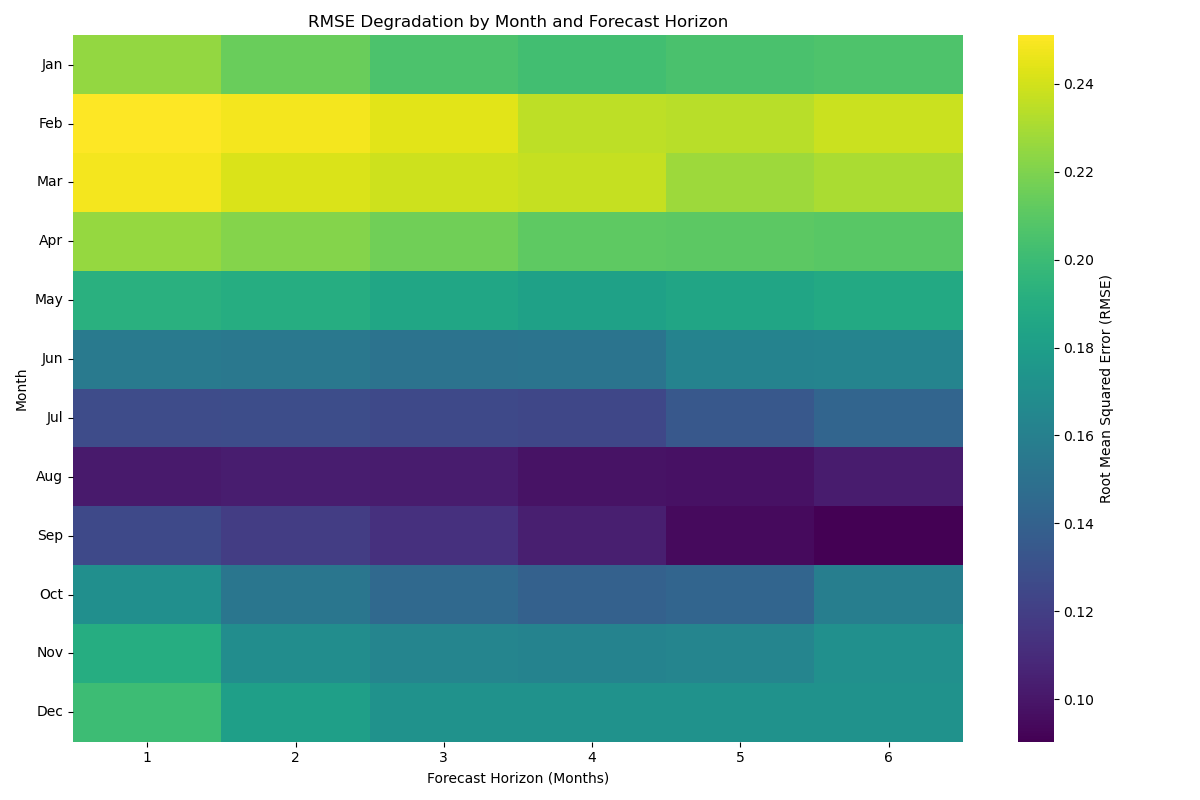 RMSE Degradation by Month and Forecast Horizon
Month
Jan
Feb
Mar
Apr
May
Jun
Jul
Aug
Sep
Oct
Nov
Dec
1 2 3 4 5 6
Forecast Horizon (Months)
0.24
0.22
0.20
0.18
0.16
0.14
0.12
0.10
Root Mean Squared Error (RMSE)